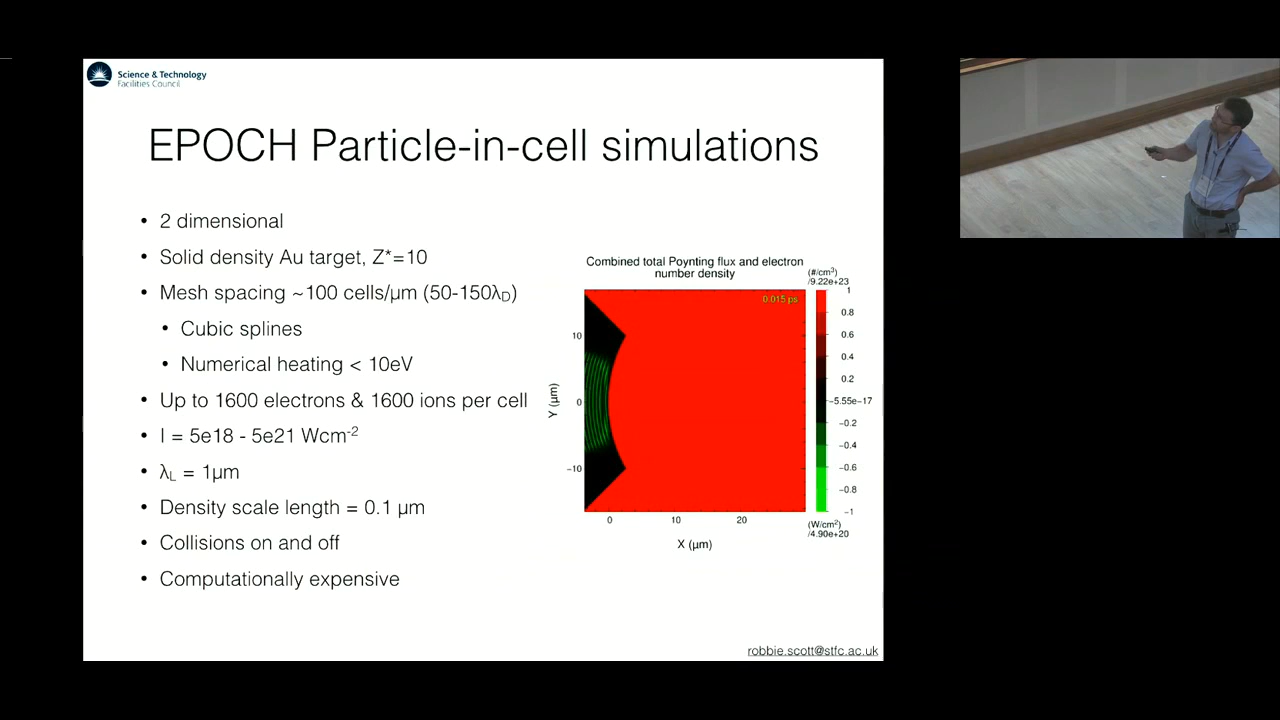 Science & Technology
Facilities Council
EPOCH Particle-in-cell simulations
• 2 dimensional
• Solid density Au target, Z*=10
• Mesh spacing ~100 cells/µm (50-150λD)
• Cubic splines
• Numerical heating < 10eV
• Up to 1600 electrons & 1600 ions per cell
• I = 5e18 - 5e21 Wcm-2
• λL = 1µm
• Density scale length = 0.1 µm
• Collisions on and off
• Computationally expensive
Combined total Poynting flux and electron
number density
(#/cm³)
/9.22e+23
0.015 ps
1
0.8
0.6
0.4
0.2
-5.55e-17
-0.2
-0.4
-0.6
-0.8
-1
(W/cm²)
/4.90e+20
10
0
-10
Y (µm)
0 10 20
X (µm)
robbie.scott@stfc.ac.uk